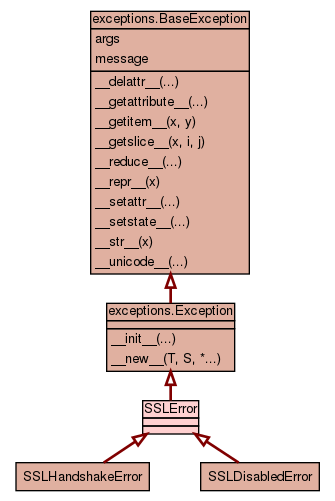 exceptions.BaseException
args
message
__delattr__(...)
__getattribute__(...)
__getitem__(x, y)
__getslice__(x, i, j)
__reduce__(...)
__repr__(x)
__setattr__(...)
__setstate__(...)
__str__(x)
__unicode__(...)
exceptions.Exception
__init__(...)
__new__(T, S, *...)
SSLError
SSLHandshakeError
SSLDisabledError